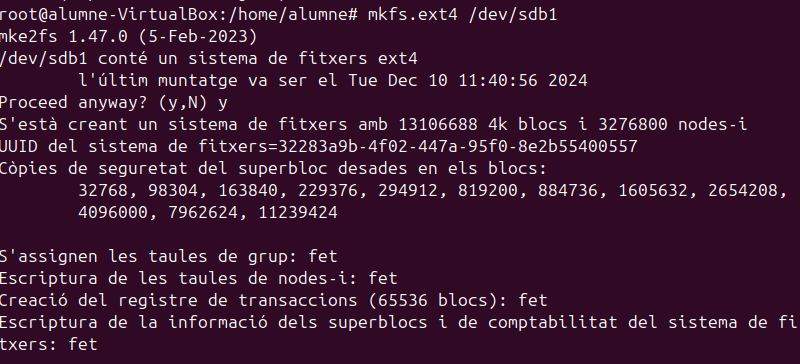 root@alumne-VirtualBox:/home/alumne# mkfs.ext4 /dev/sdb1
mke2fs 1.47.0 (5-Feb-2023)
/dev/sdb1 conté un sistema de fitxers ext4
        l'últim muntatge va ser el Tue Dec 10 11:40:56 2024
Proceed anyway? (y,N) y
S'està creant un sistema de fitxers amb 13106688 4k blocs i 3276800 nodes-i
UUID del sistema de fitxers=32283a9b-4f02-447a-95f0-8e2b55400557
Còpies de seguretat del superbloc desades en els blocs:
        32768, 98304, 163840, 229376, 294912, 819200, 884736, 1605632, 2654208,
        4096000, 7962624, 11239424

S'assignen les taules de grup: fet
Escriptura de les taules de nodes-i: fet
Creació del registre de transaccions (65536 blocs): fet
Escriptura de la informació dels superblocs i de comptabilitat del sistema de fi
txers: fet